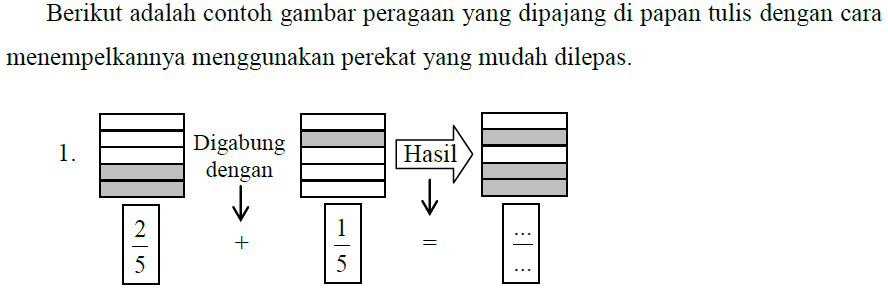 Berikut adalah contoh gambar peragaan yang dipajang di papan tulis dengan cara
menempelkannya menggunakan perekat yang mudah dilepas.
1.
Digabung
dengan
Hasil
2/5 + 1/5 = .../...